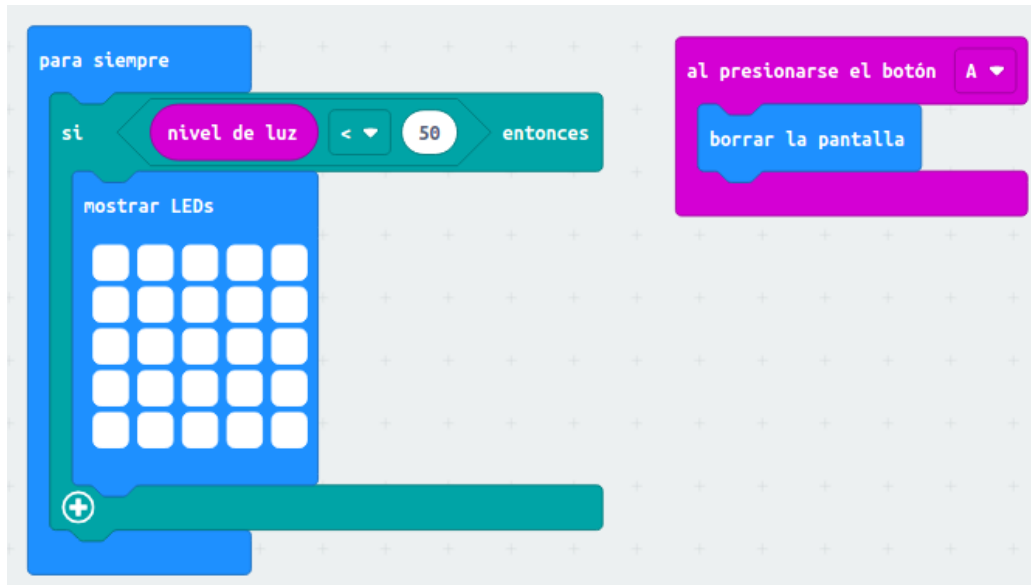 para siempre
si nivel de luz < 50 entonces
mostrar LEDs
al presionarse el botón A
borrar la pantalla